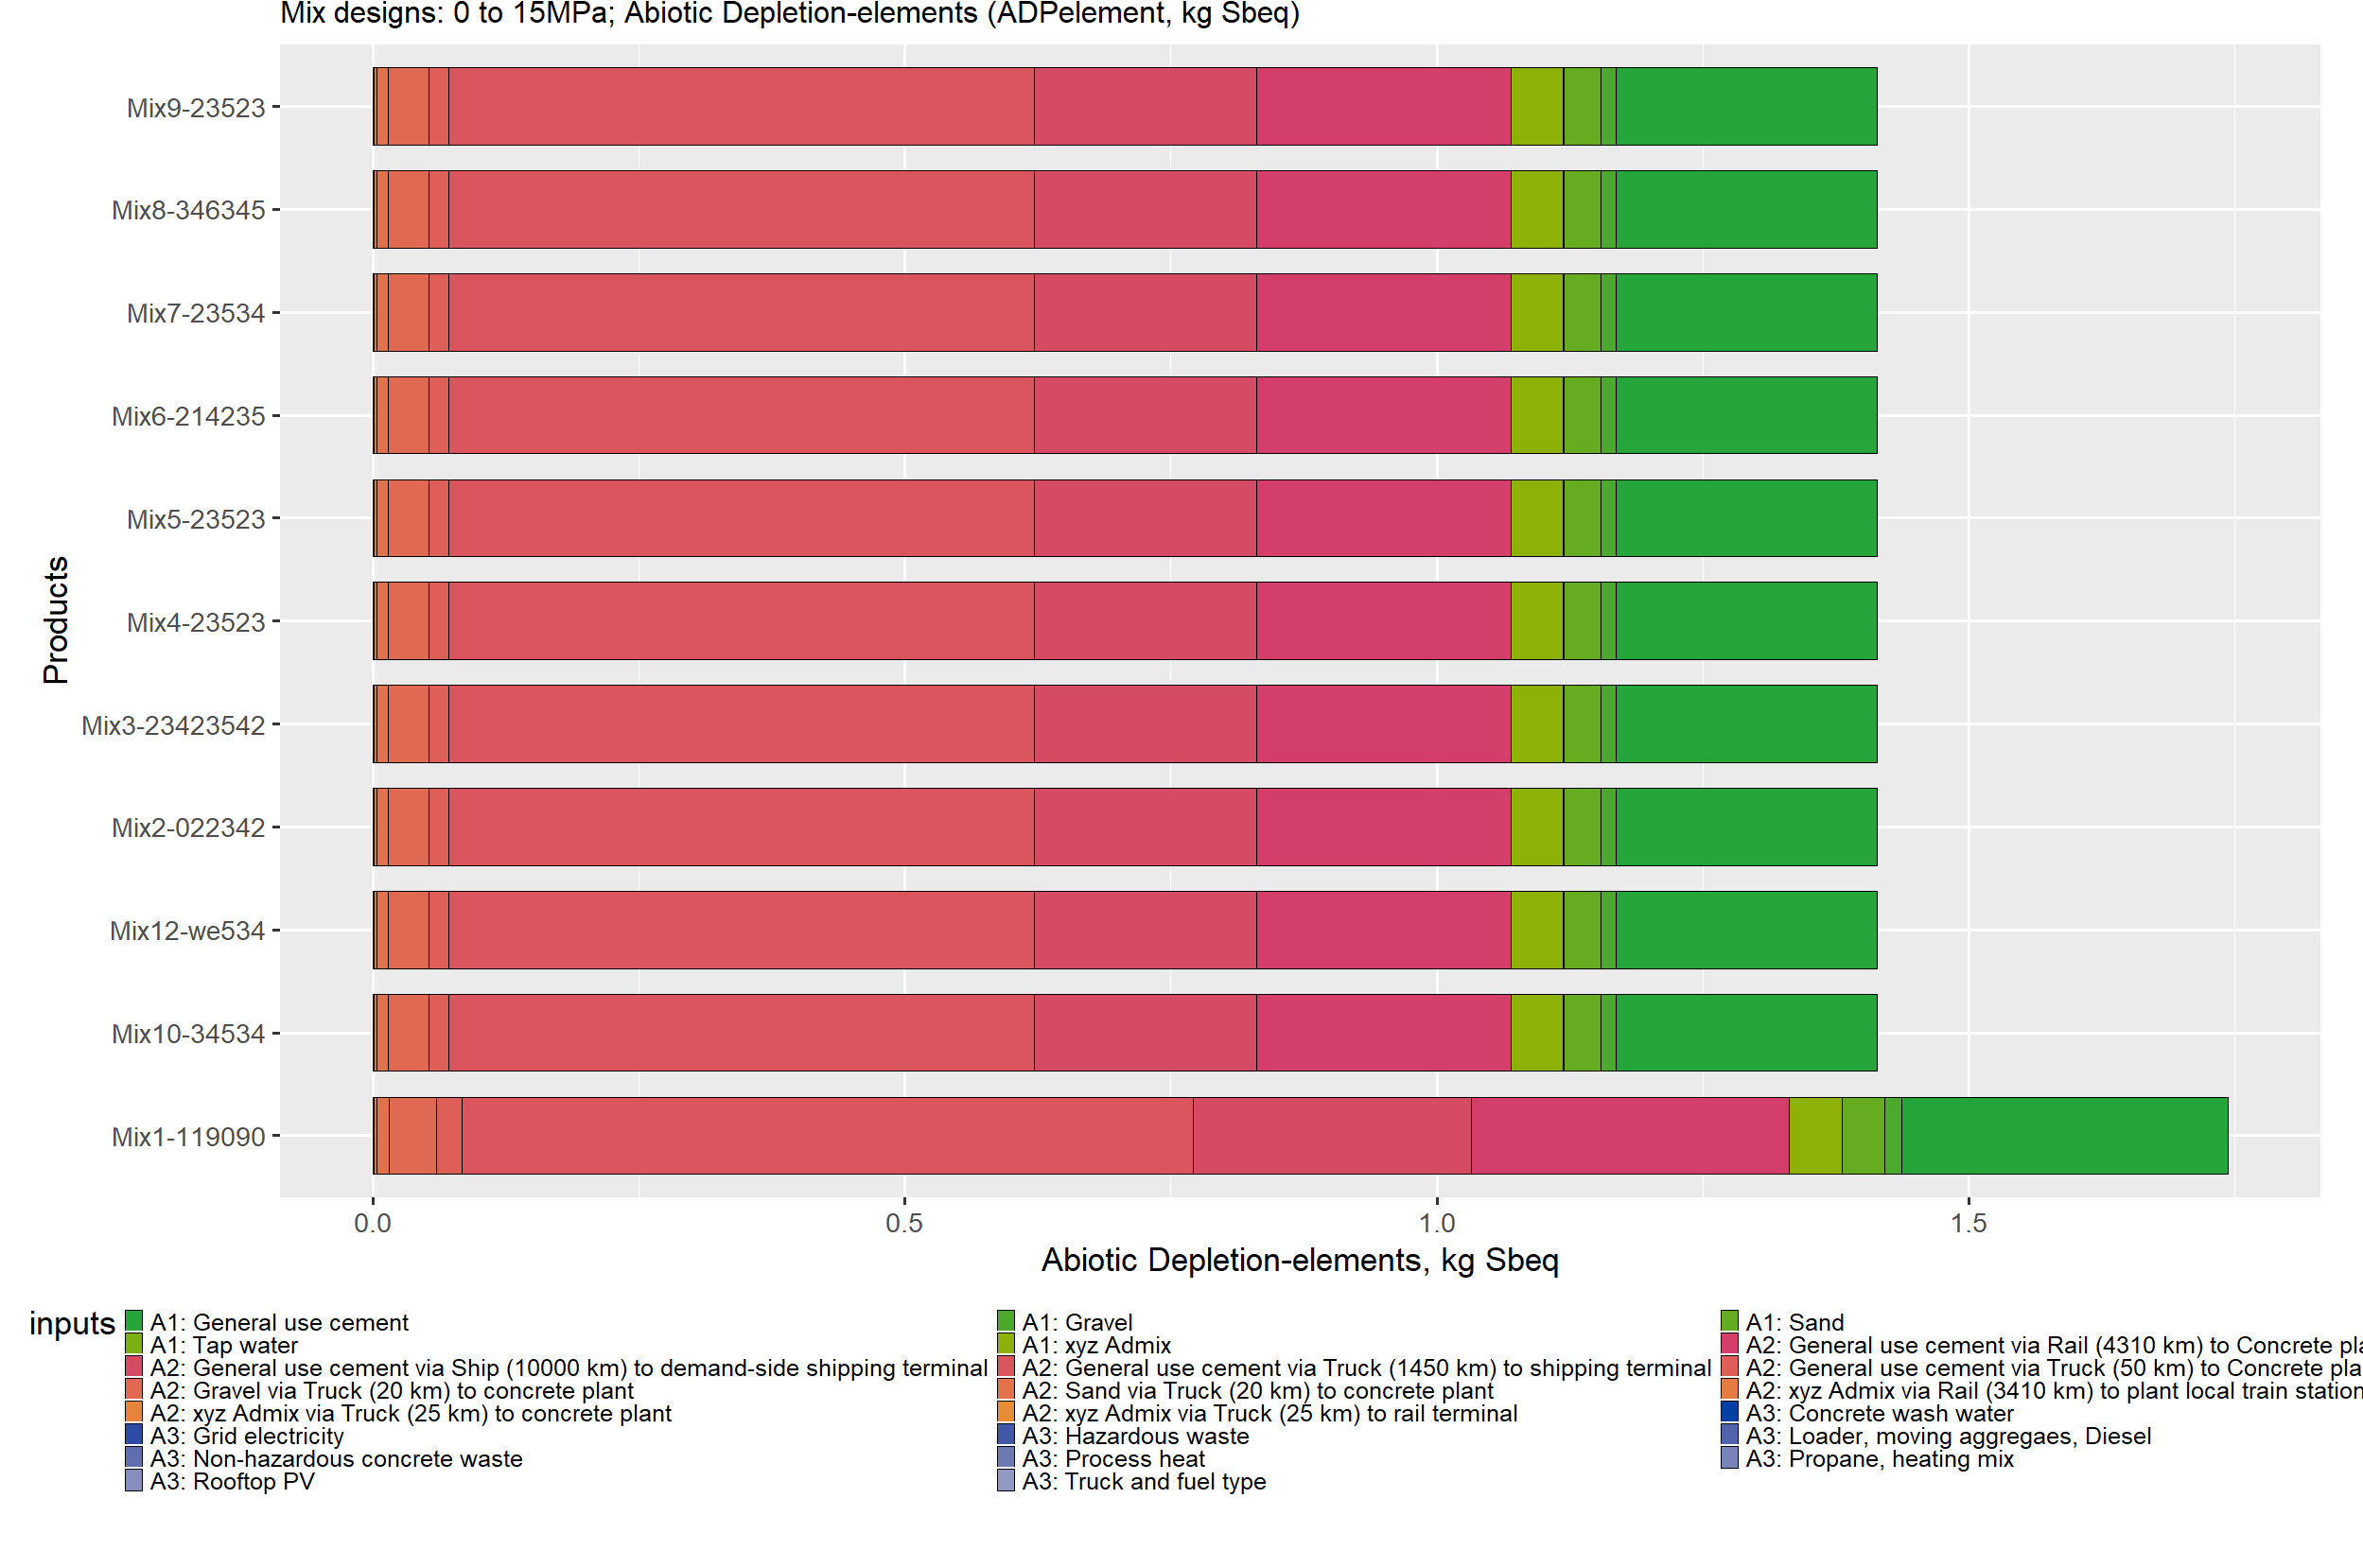 Mix designs: 0 to 15MPa; Abiotic Depletion-elements (ADPelement, kg Sbeq)
Mix9-23523
Mix8-346345
Mix7-23534
Mix6-214235
Mix5-23523
Mix4-23523
Mix3-23423542
Mix2-022342
Mix12-we534
Mix10-34534
Mix1-119090
Products
0.0 0.5 1.0 1.5
Abiotic Depletion-elements, kg Sbeq
inputs
A1: General use cement A1: Gravel A1: Sand
A1: Tap water A1: xyz Admix A2: General use cement via Rail (4310 km) to Concrete pla
A2: General use cement via Ship (10000 km) to demand-side shipping terminal A2: General use cement via Truck (1450 km) to shipping terminal A2: General use cement via Truck (50 km) to Concrete pla
A2: Gravel via Truck (20 km) to concrete plant A2: Sand via Truck (20 km) to concrete plant A2: xyz Admix via Rail (3410 km) to plant local train station
A2: xyz Admix via Truck (25 km) to concrete plant A2: xyz Admix via Truck (25 km) to rail terminal A3: Concrete wash water
A3: Grid electricity A3: Hazardous waste A3: Loader, moving aggregaes, Diesel
A3: Non-hazardous concrete waste A3: Process heat A3: Propane, heating mix
A3: Rooftop PV A3: Truck and fuel type